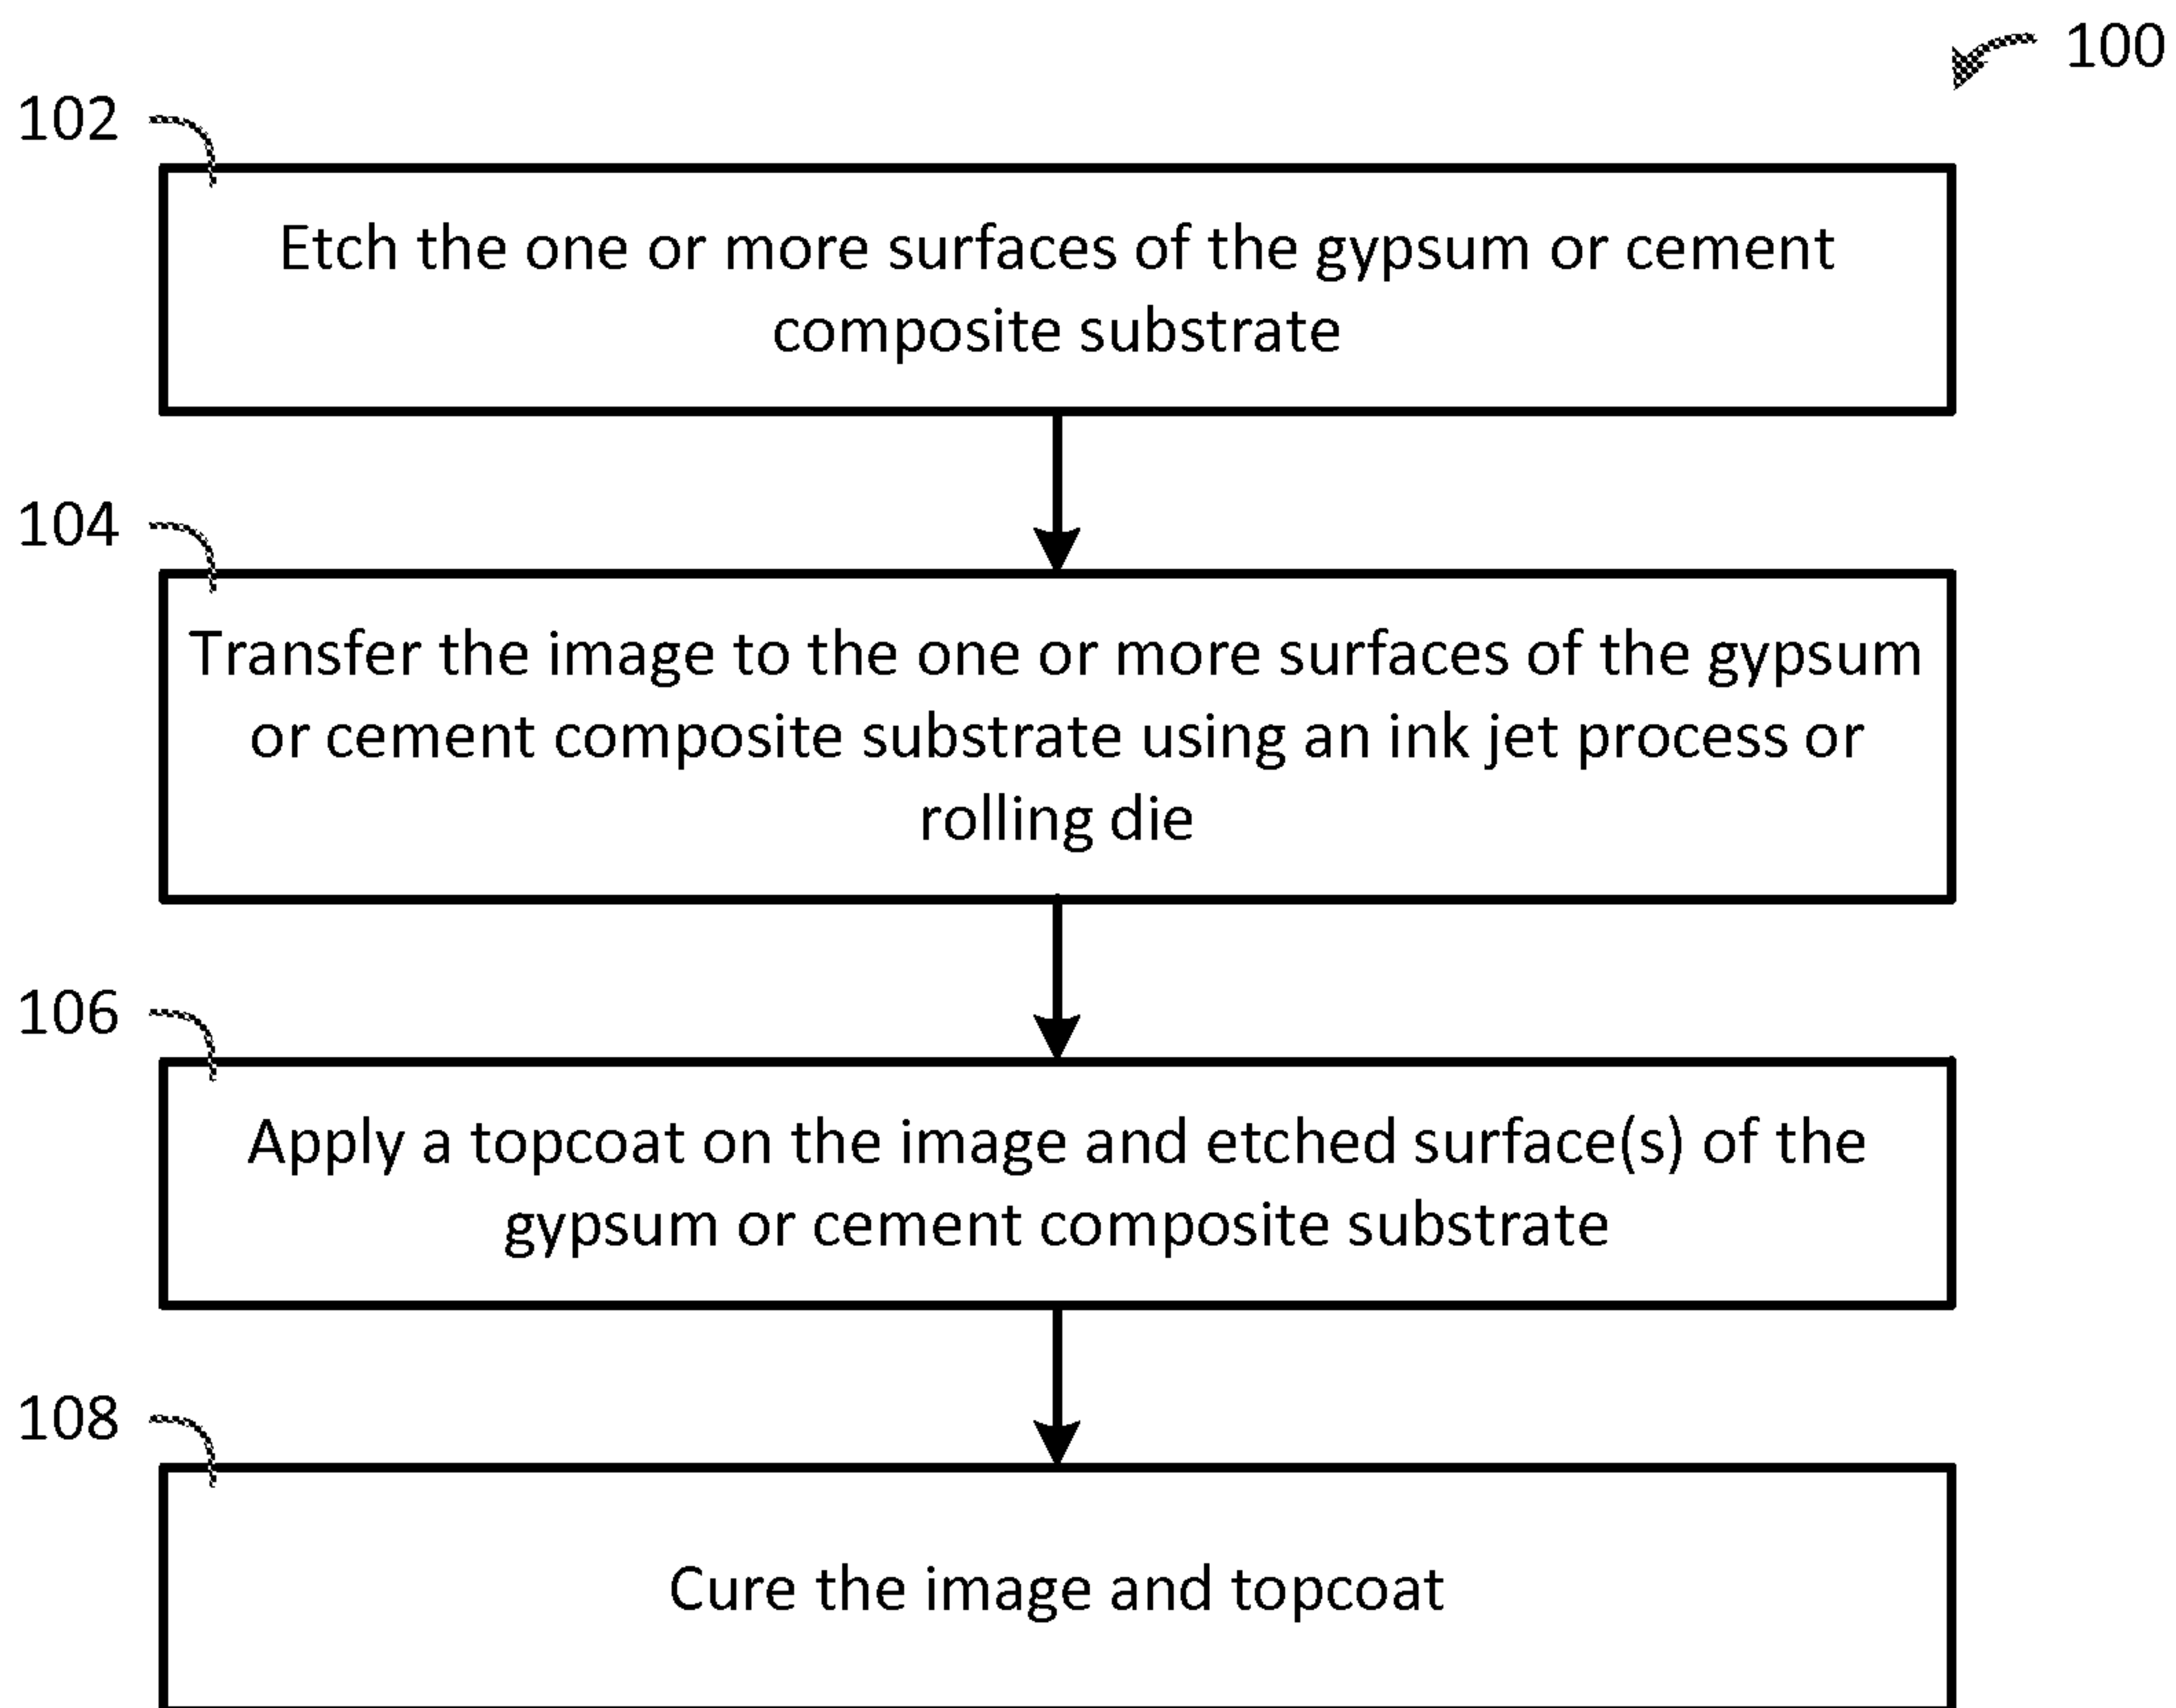 100
102
Etch the one or more surfaces of the gypsum or cement
composite substrate
104
Transfer the image to the one or more surfaces of the gypsum
or cement composite substrate using an ink jet process or
rolling die
106
Apply a topcoat on the image and etched surface(s) of the
gypsum or cement composite substrate
108
Cure the image and topcoat